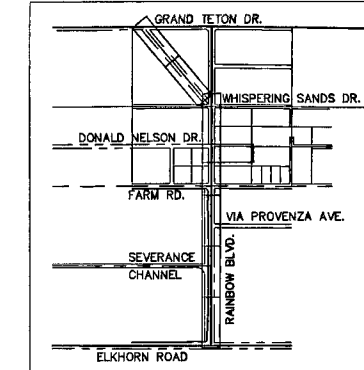 GRAND TETON DR.
WHISPERING SANDS DR.
DONALD NELSON DR.
FARM RD.
VIA PROVENZA AVE.
SEVERANCE
CHANNEL
RAINBOW BLVD.
ELKHORN ROAD